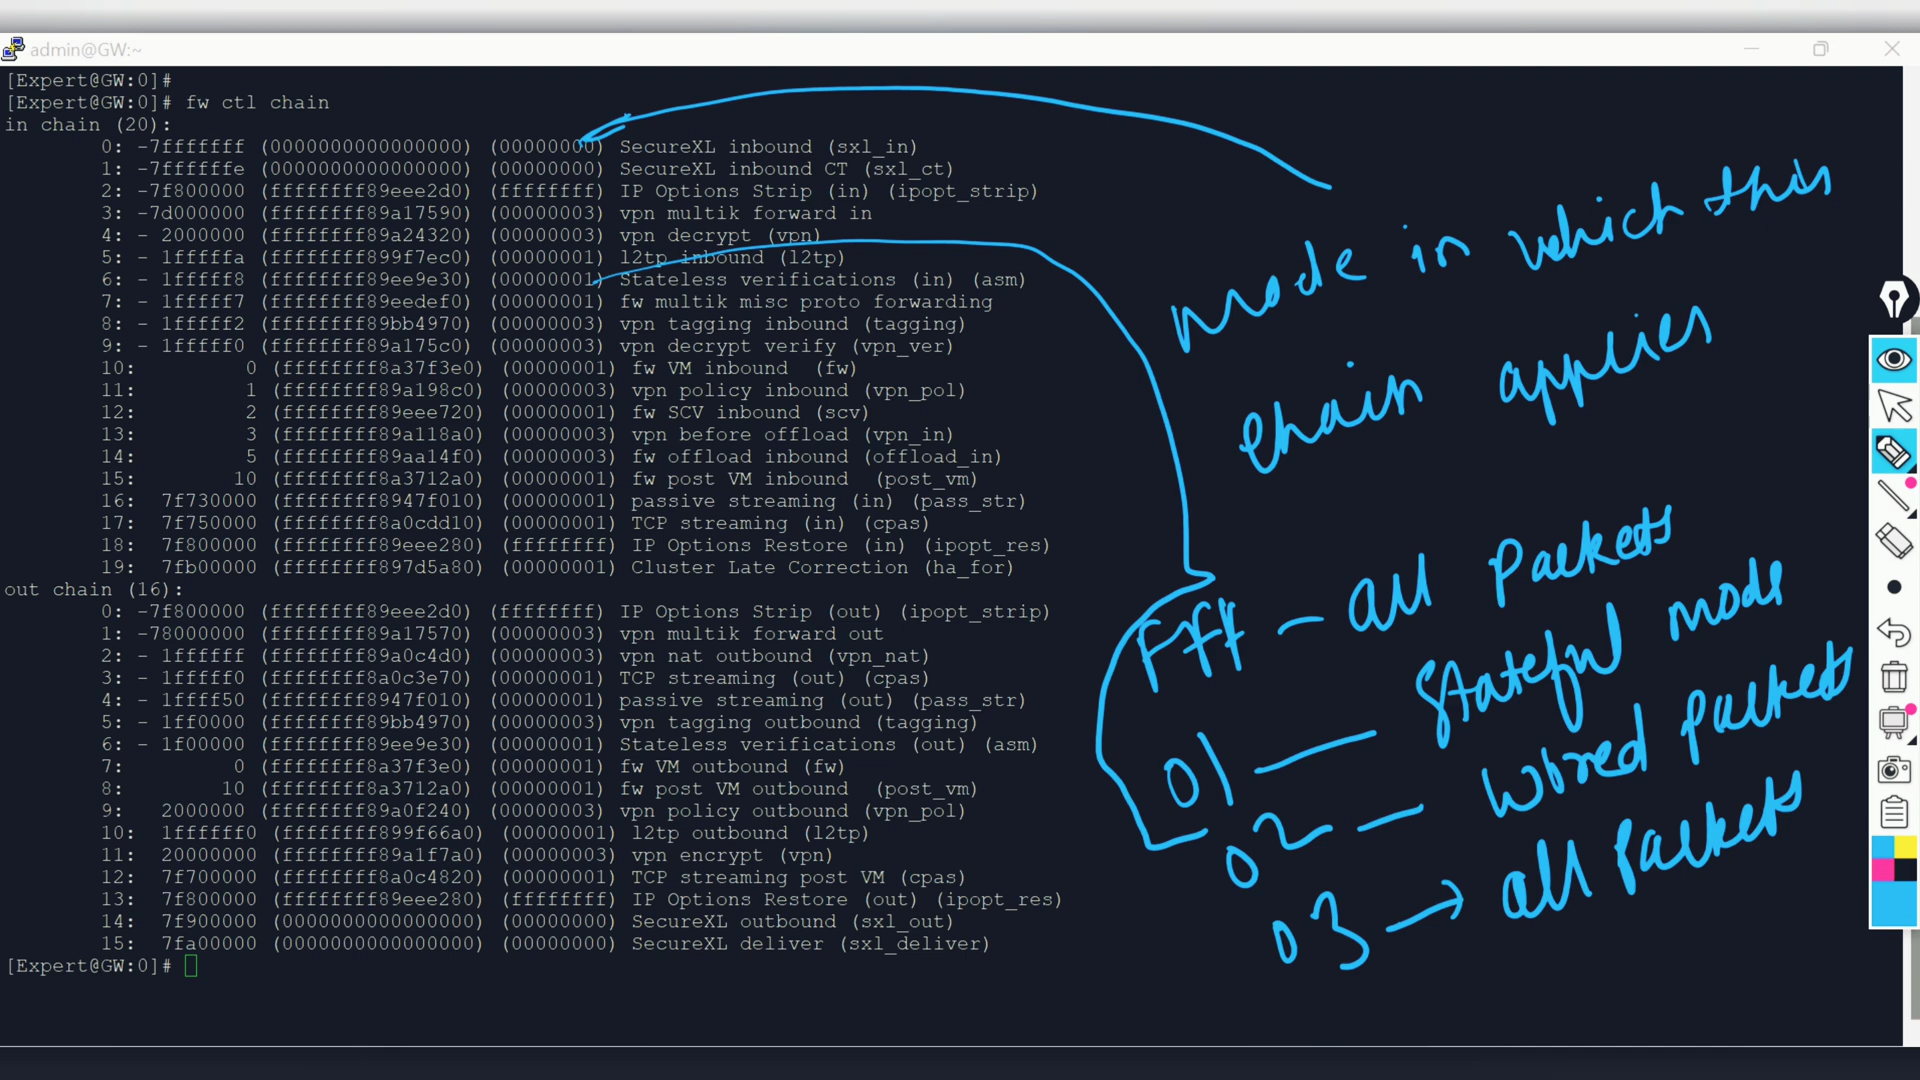 admin@GW:~
[Expert@GW:0]#
[Expert@GW:0]# fw ctl chain
in chain (20):
0: -7fffffff (0000000000000000) (00000000) SecureXL inbound (sxl_in)
1: -7ffffffe (0000000000000000) (00000000) SecureXL inbound CT (sxl_ct)
2: -7f800000 (ffffffff89eee2d0) (ffffffff) IP Options Strip (in) (ipopt_strip)
3: -7d000000 (ffffffff89a17590) (00000003) vpn multik forward in
4: - 2000000 (ffffffff89a24320) (00000003) vpn decrypt (vpn)
5: - 1fffffa (ffffffff899f7ec0) (00000001) l2tp inbound (l2tp)
6: - 1fffff8 (ffffffff89ee9e30) (00000001) Stateless verifications (in) (asm)
7: - 1fffff7 (ffffffff89eedef0) (00000001) fw multik misc proto forwarding
8: - 1fffff2 (ffffffff89bb4970) (00000003) vpn tagging inbound (tagging)
9: - 1fffff0 (ffffffff89a175c0) (00000003) vpn decrypt verify (vpn_ver)
10: 0 (ffffffff8a37f3e0) (00000001) fw VM inbound (fw)
11: 1 (ffffffff89a198c0) (00000003) vpn policy inbound (vpn_pol)
12: 2 (ffffffff89eee720) (00000001) fw SCV inbound (scv)
13: 3 (ffffffff89a118a0) (00000003) vpn before offload (vpn_in)
14: 5 (ffffffff89aa14f0) (00000003) fw offload inbound (offload_in)
15: 10 (ffffffff8a3712a0) (00000001) fw post VM inbound (post_vm)
16: 7f730000 (ffffffff8947f010) (00000001) passive streaming (in) (pass_str)
17: 7f750000 (ffffffff8a0cdd10) (00000001) TCP streaming (in) (cpas)
18: 7f800000 (ffffffff89eee280) (ffffffff) IP Options Restore (in) (ipopt_res)
19: 7fb00000 (ffffffff897d5a80) (00000001) Cluster Late Correction (ha_for)
out chain (16):
0: -7f800000 (ffffffff89eee2d0) (ffffffff) IP Options Strip (out) (ipopt_strip)
1: -78000000 (ffffffff89a17570) (00000003) vpn multik forward out
2: - 1ffffff (ffffffff89a0c4d0) (00000003) vpn nat outbound (vpn_nat)
3: - 1fffff0 (ffffffff8a0c3e70) (00000001) TCP streaming (out) (cpas)
4: - 1ffff50 (ffffffff8947f010) (00000001) passive streaming (out) (pass_str)
5: - 1ff0000 (ffffffff89bb4970) (00000003) vpn tagging outbound (tagging)
6: - 1f00000 (ffffffff89ee9e30) (00000001) Stateless verifications (out) (asm)
7: 0 (ffffffff8a37f3e0) (00000001) fw VM outbound (fw)
8: 10 (ffffffff8a3712a0) (00000001) fw post VM outbound (post_vm)
9: 2000000 (ffffffff89a0f240) (00000003) vpn policy outbound (vpn_pol)
10: 1ffffff0 (ffffffff899f66a0) (00000001) l2tp outbound (l2tp)
11: 20000000 (ffffffff89a1f7a0) (00000003) vpn encrypt (vpn)
12: 7f700000 (ffffffff8a0c4820) (00000001) TCP streaming post VM (cpas)
13: 7f800000 (ffffffff89eee280) (ffffffff) IP Options Restore (out) (ipopt_res)
14: 7f900000 (0000000000000000) (00000000) SecureXL outbound (sxl_out)
15: 7fa00000 (0000000000000000) (00000000) SecureXL deliver (sxl_deliver)
[Expert@GW:0]#
mode in which this
chain applies
fff - all Packets
01 — stateful mode
02 — wired packets
03 → all Packets